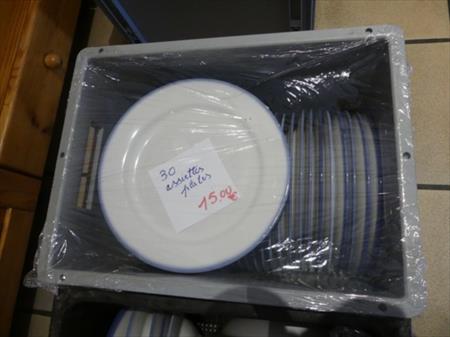 30
assiettes
plates
15.00
€